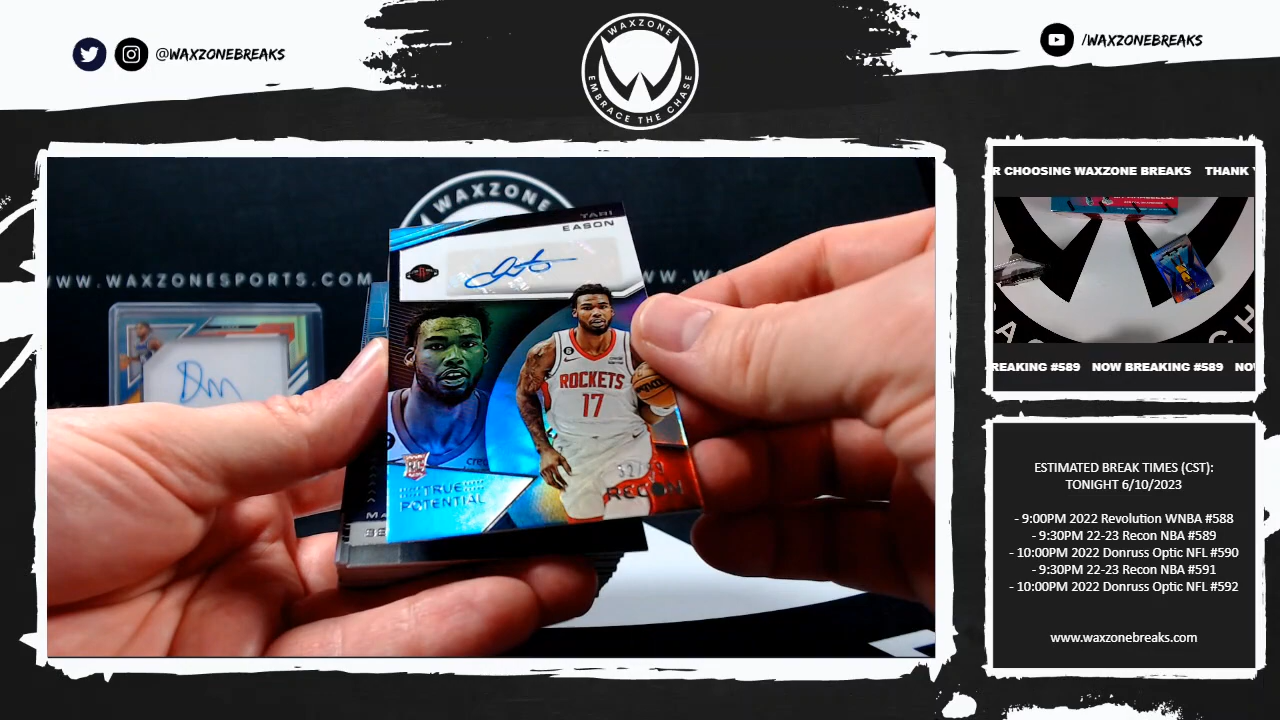 @WAXZONEBREAKS
WAXZONE
EMBRACE THE CHASE
/WAXZONEBREAKS
WAXZONE
WWW.WAXZONESPORTS.COM
TARI
EASON
ROCKETS
17
TRUE
POTENTIAL
RECON
R CHOOSING WAXZONE BREAKS THANK
REAKING #589 NOW BREAKING #589 NO
ESTIMATED BREAK TIMES (CST):
TONIGHT 6/10/2023
- 9:00PM 2022 Revolution WNBA #588
- 9:30PM 22-23 Recon NBA #589
- 10:00PM 2022 Donruss Optic NFL #590
- 9:30PM 22-23 Recon NBA #591
- 10:00PM 2022 Donruss Optic NFL #592
www.waxzonebreaks.com